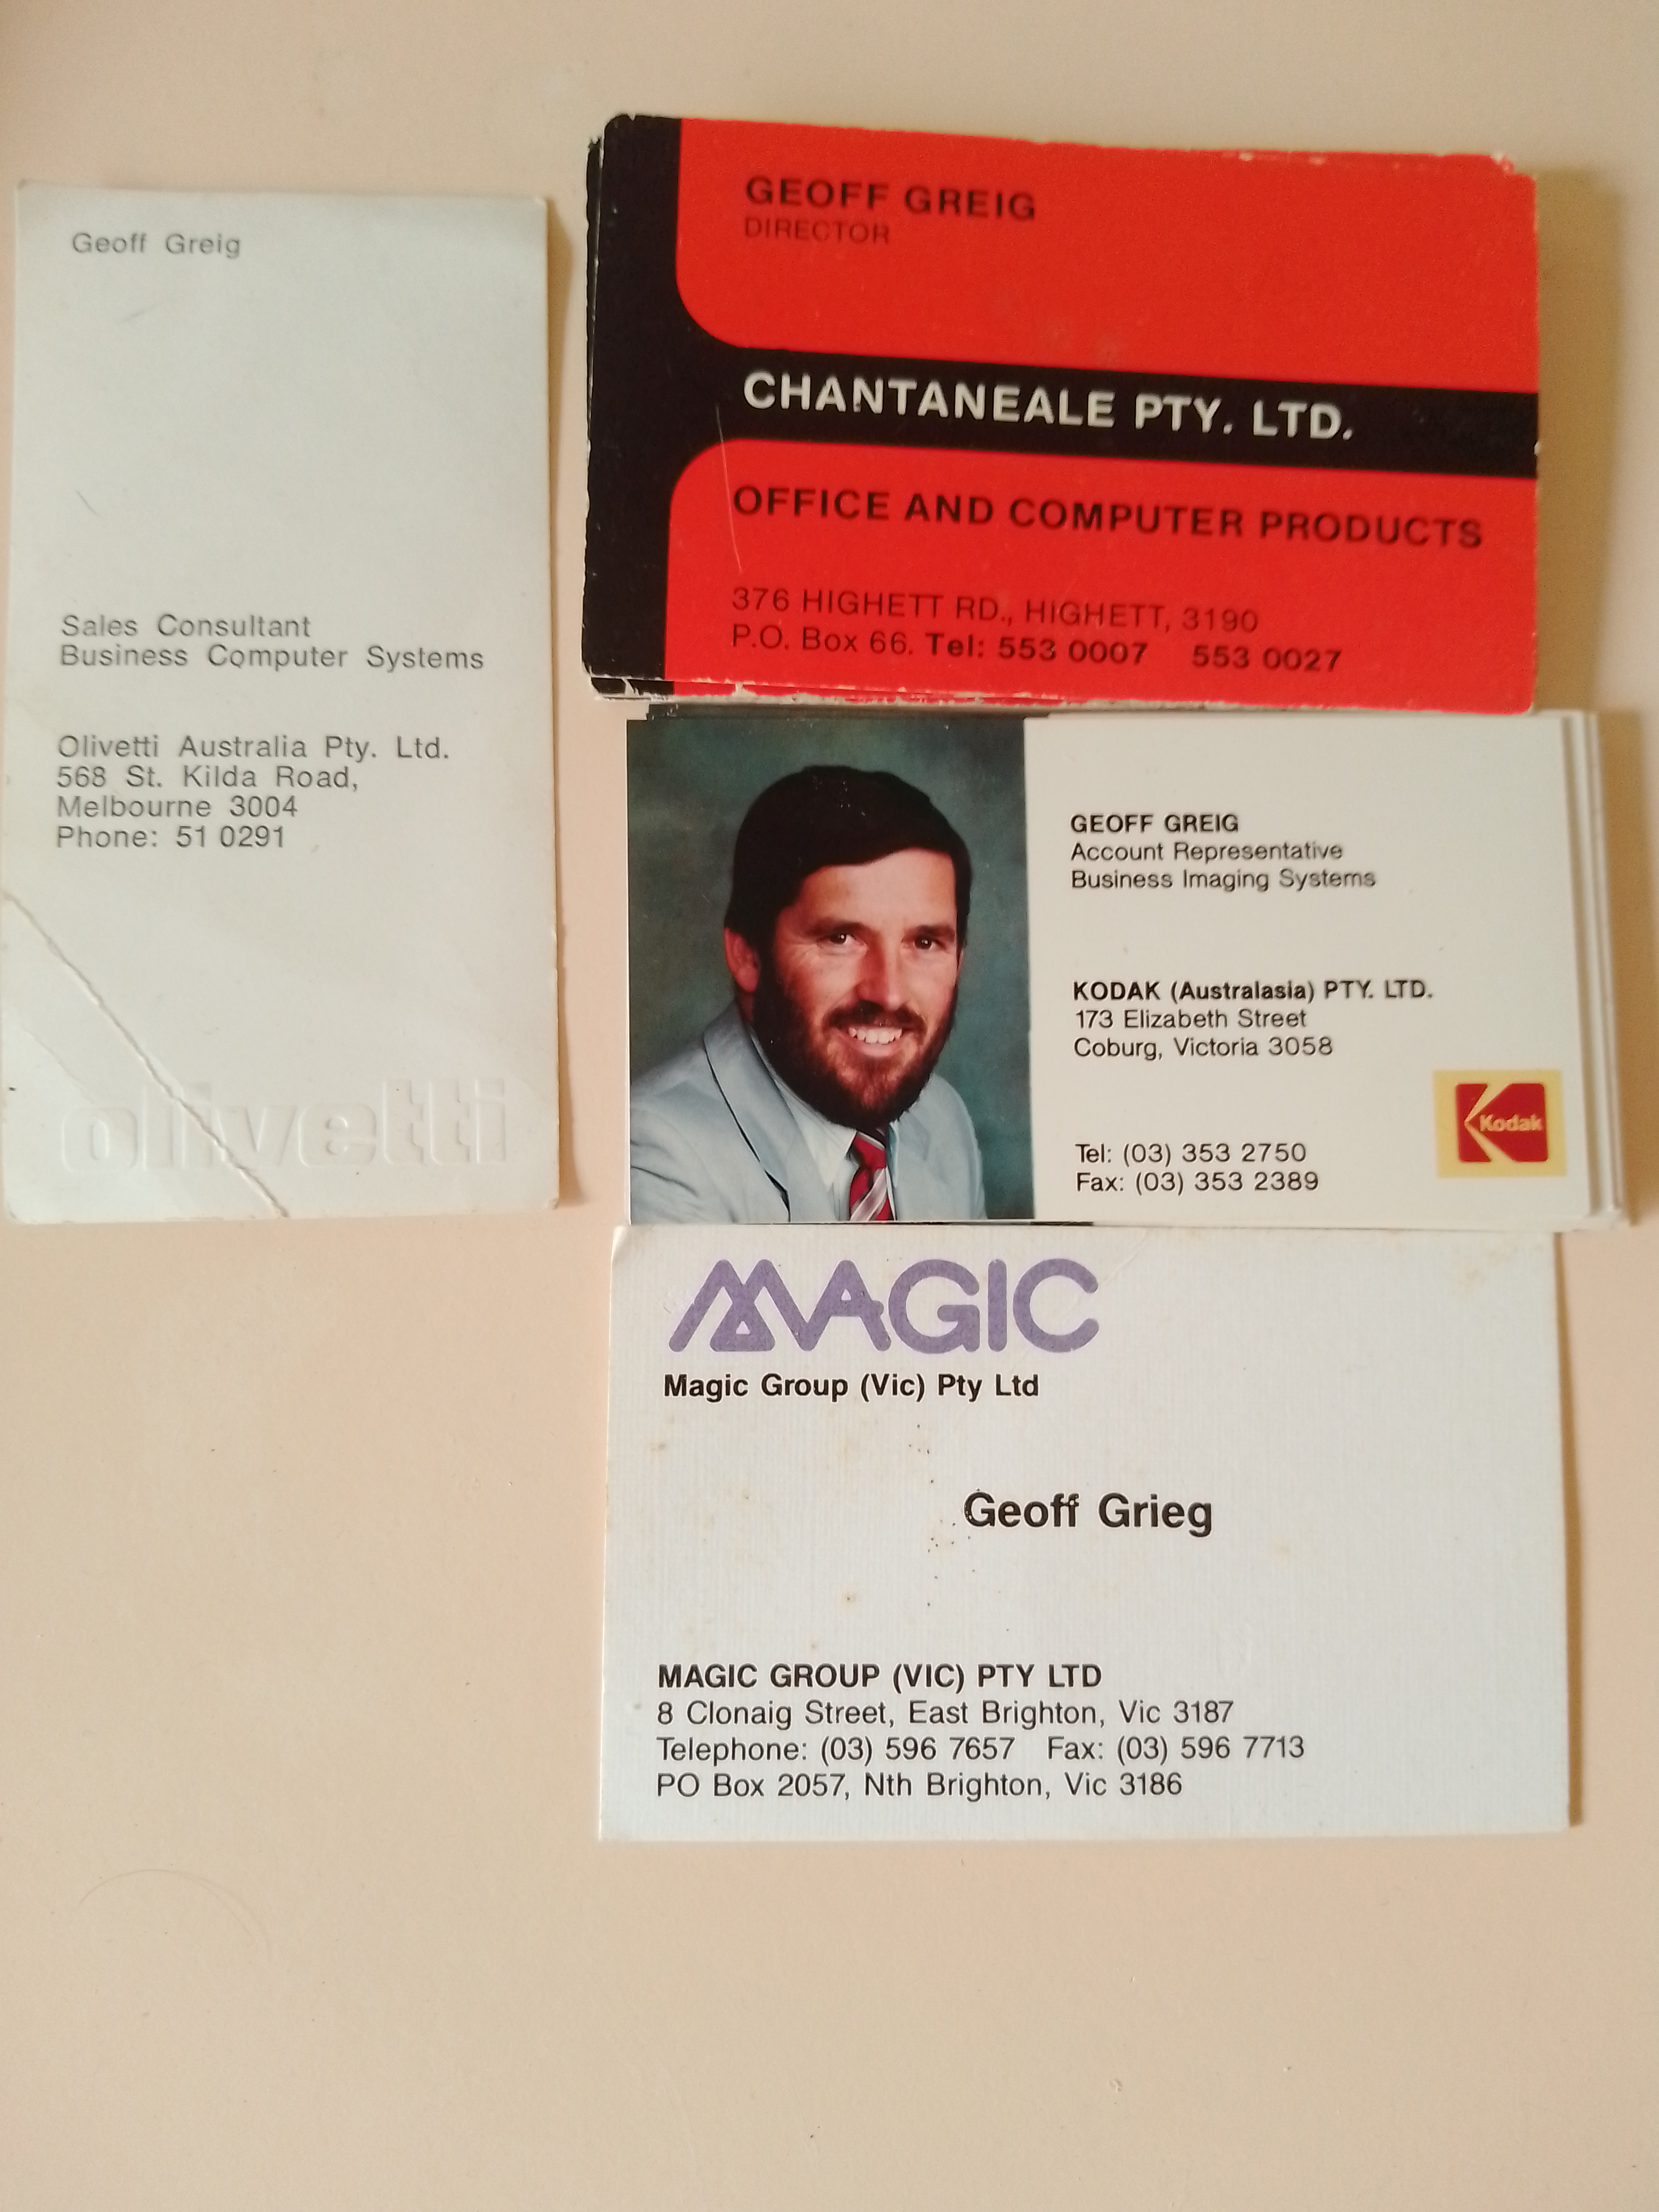 Geoff Greig
Sales Consultant
Business Computer Systems
Olivetti Australia Pty. Ltd.
568 St. Kilda Road,
Melbourne 3004
Phone: 51 0291
olivetti
GEOFF GREIG
DIRECTOR
CHANTANEALE PTY. LTD.
OFFICE AND COMPUTER PRODUCTS
376 HIGHETT RD., HIGHETT, 3190
P.O. Box 66. Tel: 553 0007 553 0027
GEOFF GREIG
Account Representative
Business Imaging Systems
KODAK (Australasia) PTY. LTD.
173 Elizabeth Street
Coburg, Victoria 3058
Kodak
Tel: (03) 353 2750
Fax: (03) 353 2389
MAGIC
Magic Group (Vic) Pty Ltd
Geoff Grieg
MAGIC GROUP (VIC) PTY LTD
8 Clonaig Street, East Brighton, Vic 3187
Telephone: (03) 596 7657 Fax: (03) 596 7713
PO Box 2057, Nth Brighton, Vic 3186